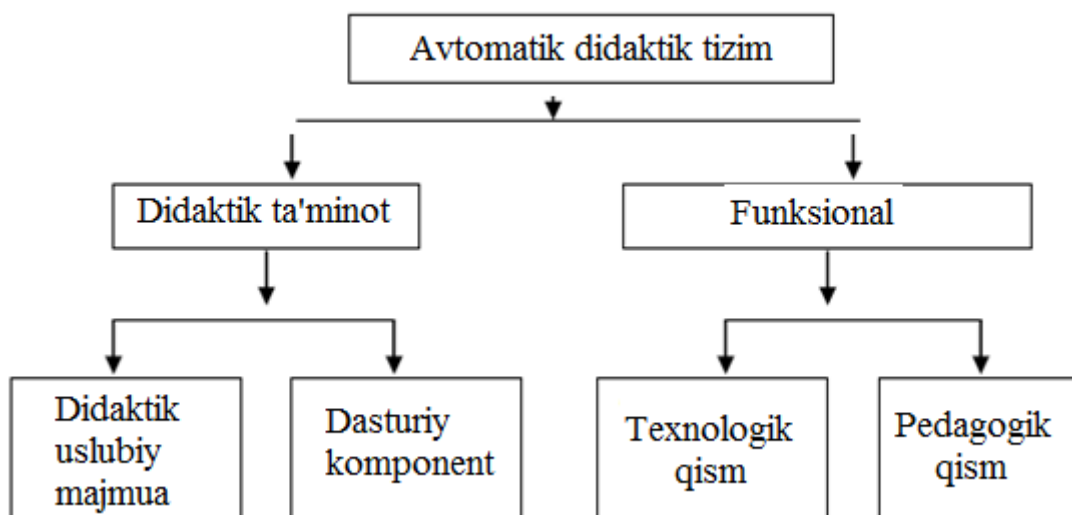 Avtomatik didaktik tizim
Didaktik ta'minot
Funksional
Didaktik
uslubiy
majmua
Dasturiy
komponent
Texnologik
qism
Pedagogik
qism